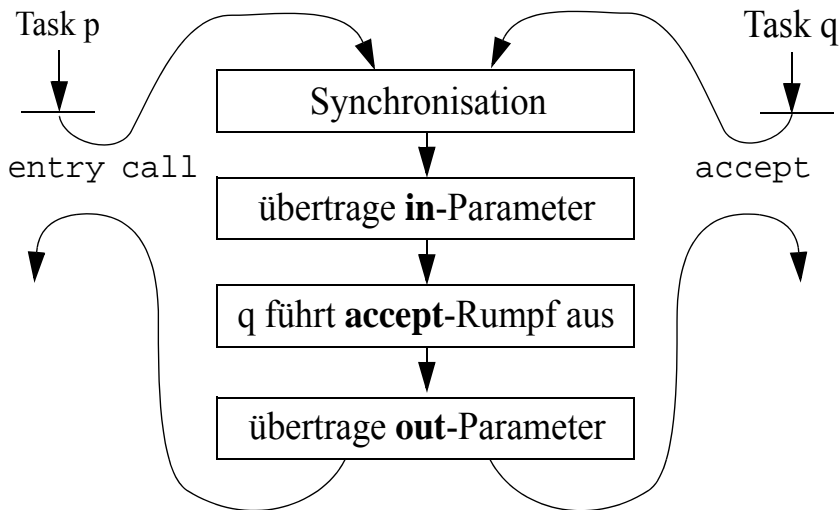 Task p
Task q
Synchronisation
entry call
accept
übertrage in-Parameter
q führt accept-Rumpf aus
übertrage out-Parameter